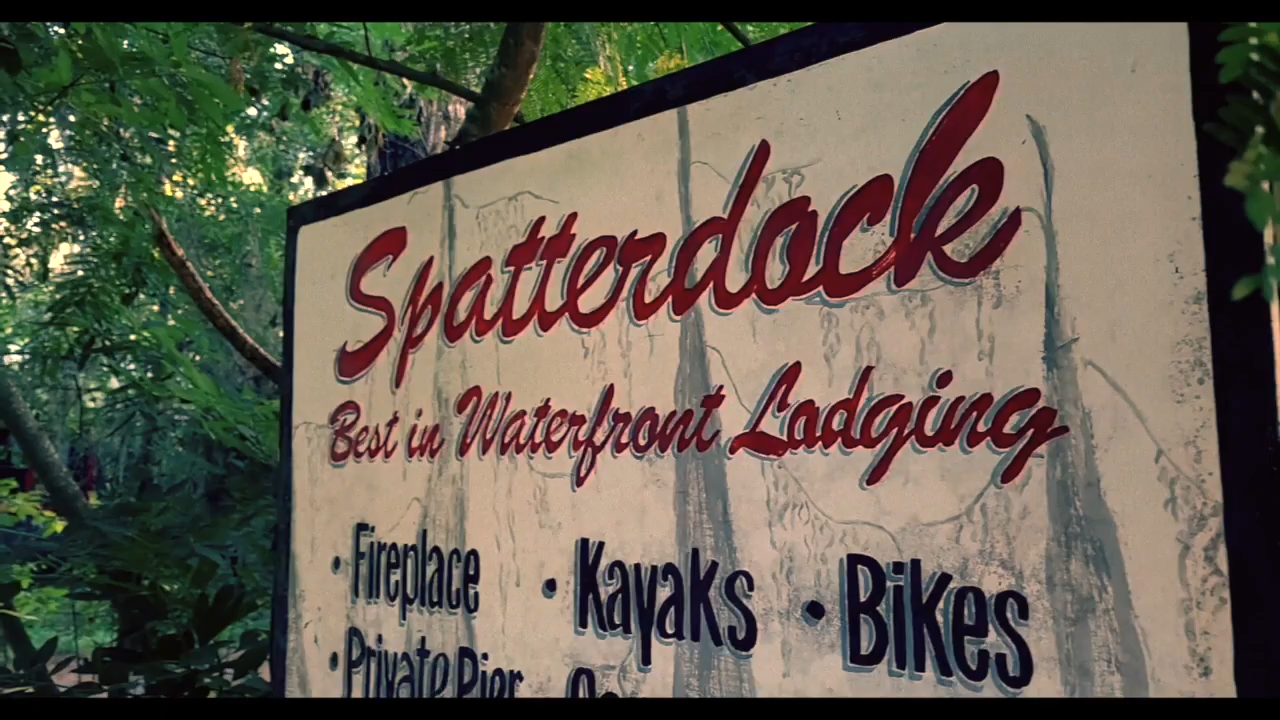 Spatterdock
Best in Waterfront Lodging
• Fireplace • Kayaks • Bikes
• Private Pier